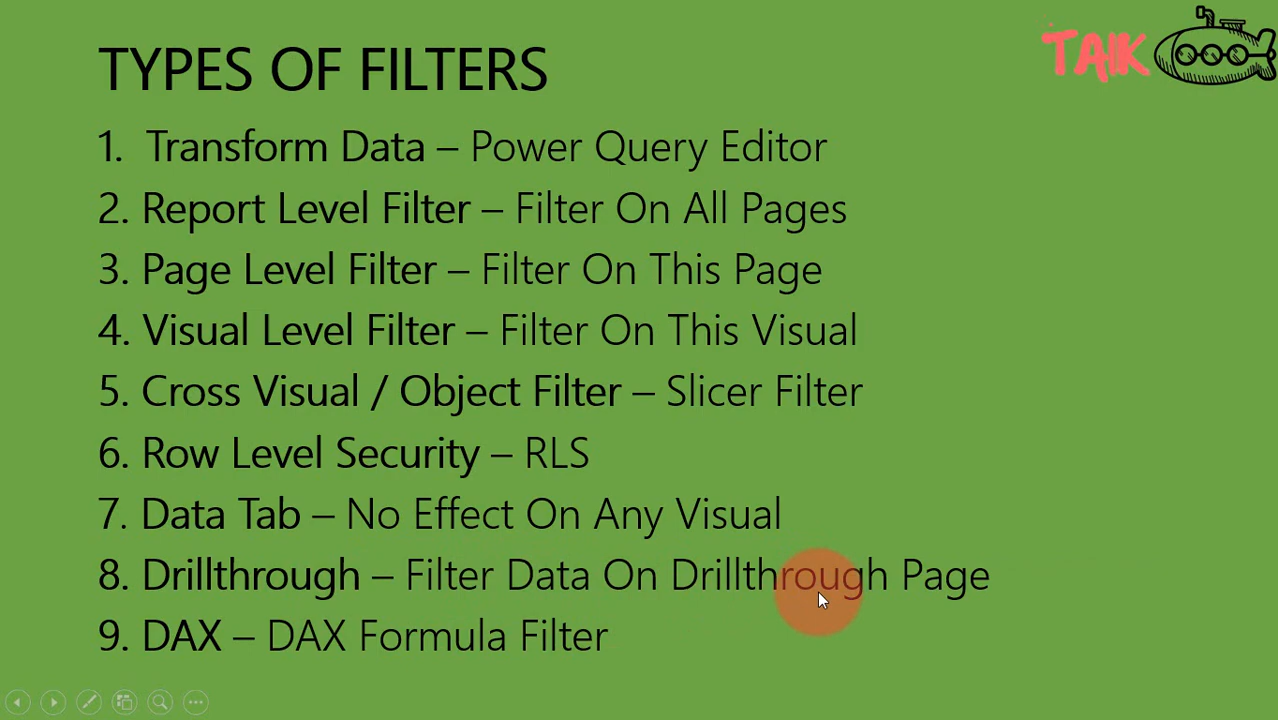 TAIK
TYPES OF FILTERS
1. Transform Data – Power Query Editor
2. Report Level Filter – Filter On All Pages
3. Page Level Filter – Filter On This Page
4. Visual Level Filter – Filter On This Visual
5. Cross Visual / Object Filter – Slicer Filter
6. Row Level Security – RLS
7. Data Tab – No Effect On Any Visual
8. Drillthrough – Filter Data On Drillthrough Page
9. DAX – DAX Formula Filter